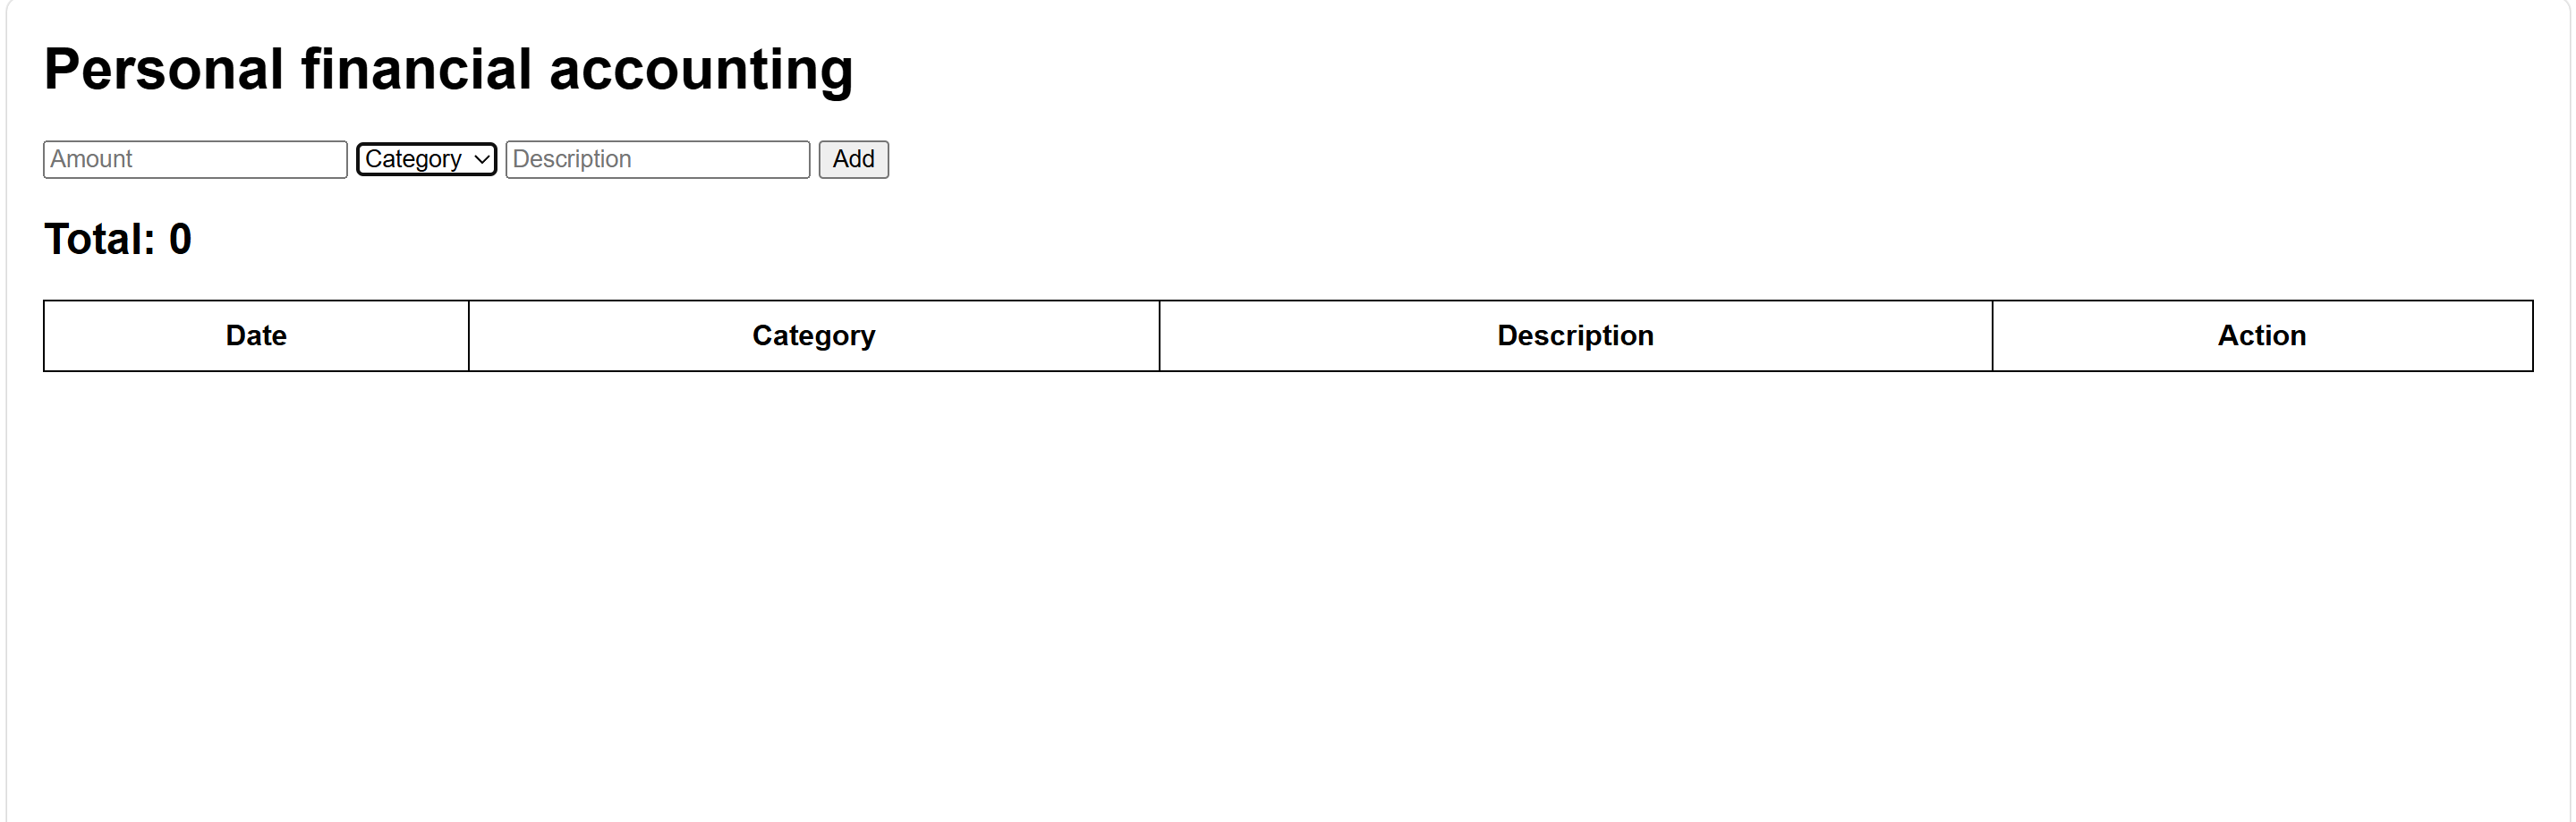 Personal financial accounting
Amount Category Description Add
Total: 0
Date Category Description Action